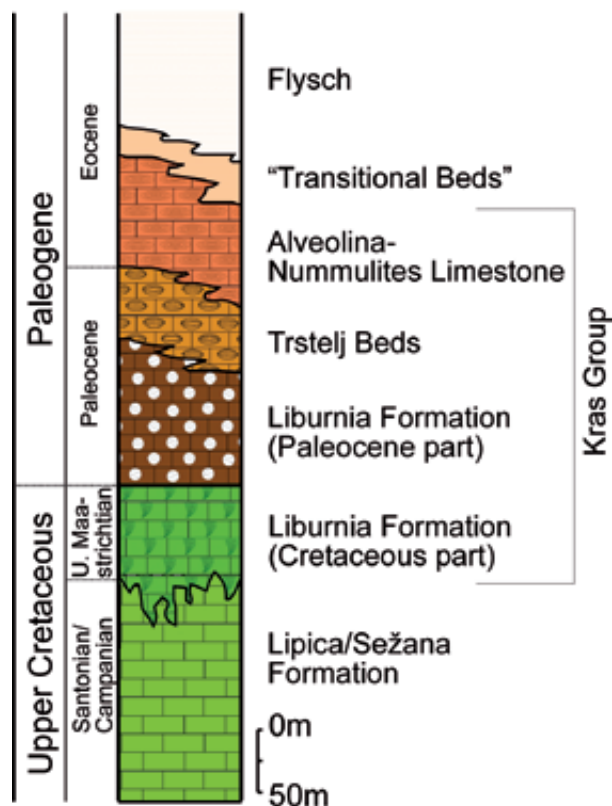 Paleogene
Upper Cretaceous
Eocene
Paleocene
U. Maa-
strichtian
Santonian/
Campanian
Flysch
“Transitional Beds”
Alveolina-
Nummulites Limestone
Trstelj Beds
Liburnia Formation
(Paleocene part)
Liburnia Formation
(Cretaceous part)
Lipica/Sežana
Formation
0m
50m
Kras Group